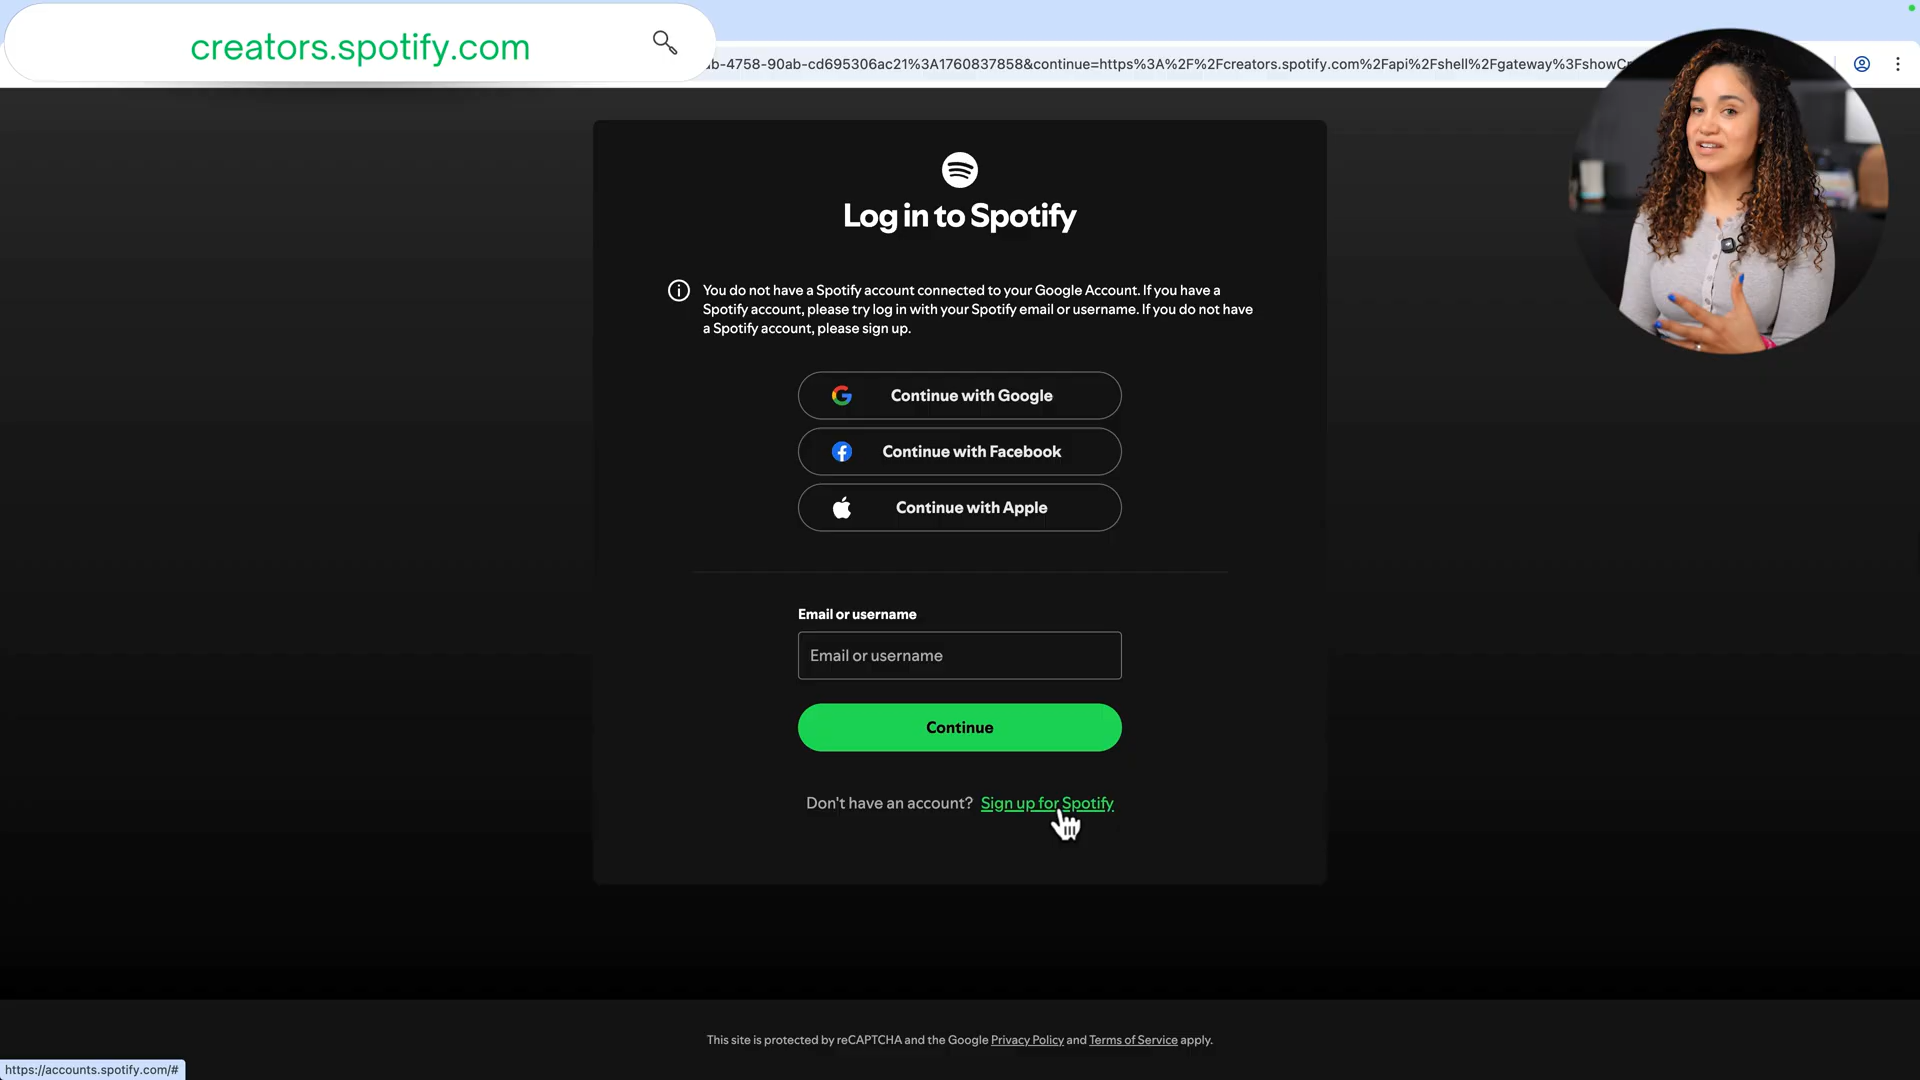 creators.spotify.com
b-4758-90ab-cd695306ac21%3A1760837858&continue=https%3A%2F%2Fcreators.spotify.com%2Fapi%2Fshell%2Fgateway%3FshowCr
Log in to Spotify
You do not have a Spotify account connected to your Google Account. If you have a
Spotify account, please try log in with your Spotify email or username. If you do not have
a Spotify account, please sign up.
Continue with Google
Continue with Facebook
Continue with Apple
Email or username
Email or username
Continue
Don't have an account? Sign up for Spotify
This site is protected by reCAPTCHA and the Google Privacy Policy and Terms of Service apply.
https://accounts.spotify.com/#